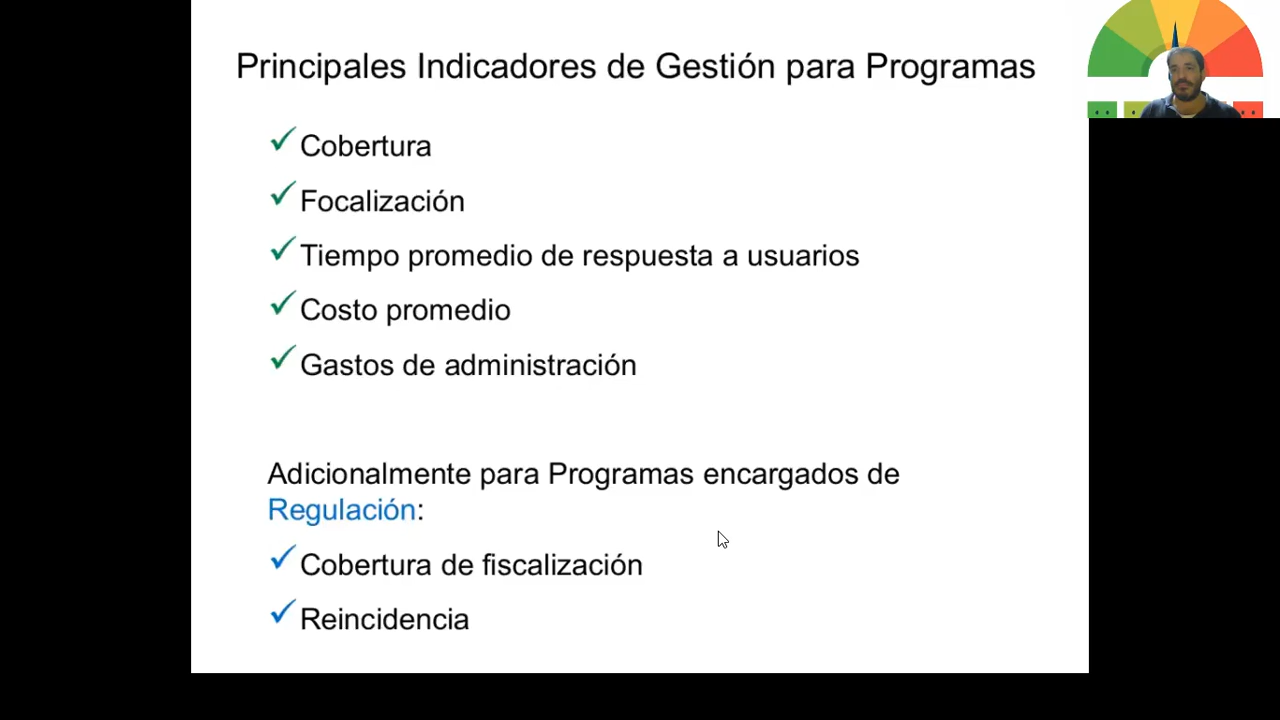 Principales Indicadores de Gestión para Programas
Cobertura
Focalización
Tiempo promedio de respuesta a usuarios
Costo promedio
Gastos de administración
Adicionalmente para Programas encargados de
Regulación:
Cobertura de fiscalización
Reincidencia